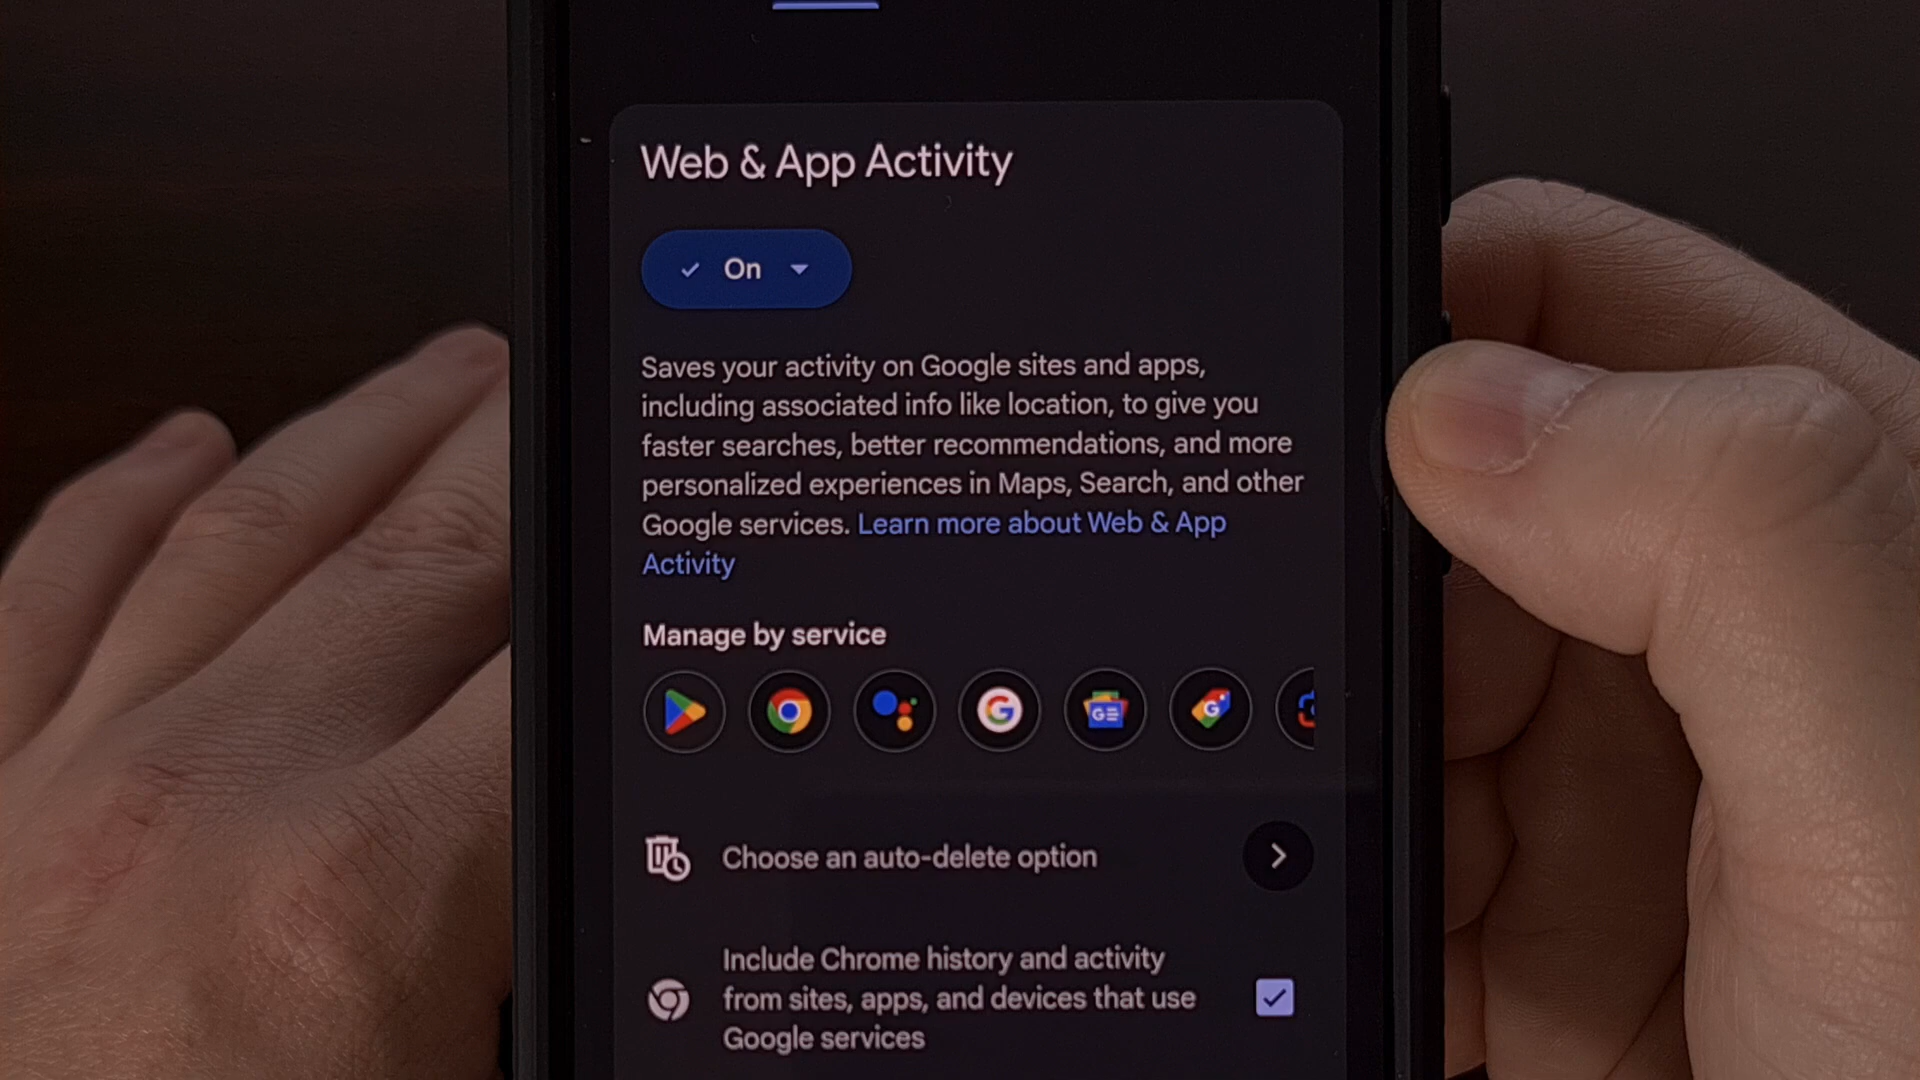 Web & App Activity
On
Saves your activity on Google sites and apps,
including associated info like location, to give you
faster searches, better recommendations, and more
personalized experiences in Maps, Search, and other
Google services. Learn more about Web & App
Activity
Manage by service
Choose an auto-delete option
Include Chrome history and activity
from sites, apps, and devices that use
Google services